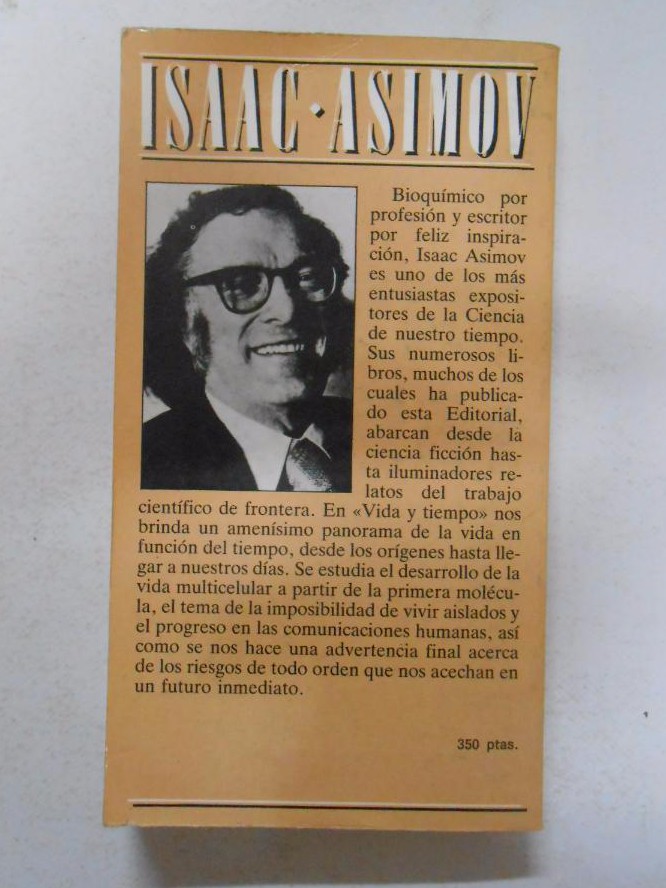 ISAAC · ASIMOV
Bioquímico por
profesión y escritor
por feliz inspira-
ción, Isaac Asimov
es uno de los más
entusiastas exposi-
tores de la Ciencia
de nuestro tiempo.
Sus numerosos li-
bros, muchos de los
cuales ha publica-
do esta Editorial,
abarcan desde la
ciencia ficción has-
ta iluminadores re-
latos del trabajo
científico de frontera. En «Vida y tiempo» nos
brinda un amenísimo panorama de la vida en
función del tiempo, desde los orígenes hasta lle-
gar a nuestros días. Se estudia el desarrollo de la
vida multicelular a partir de la primera molécu-
la, el tema de la imposibilidad de vivir aislados y
el progreso en las comunicaciones humanas, así
como se nos hace una advertencia final acerca
de los riesgos de todo orden que nos acechan en
un futuro inmediato.
350 ptas.